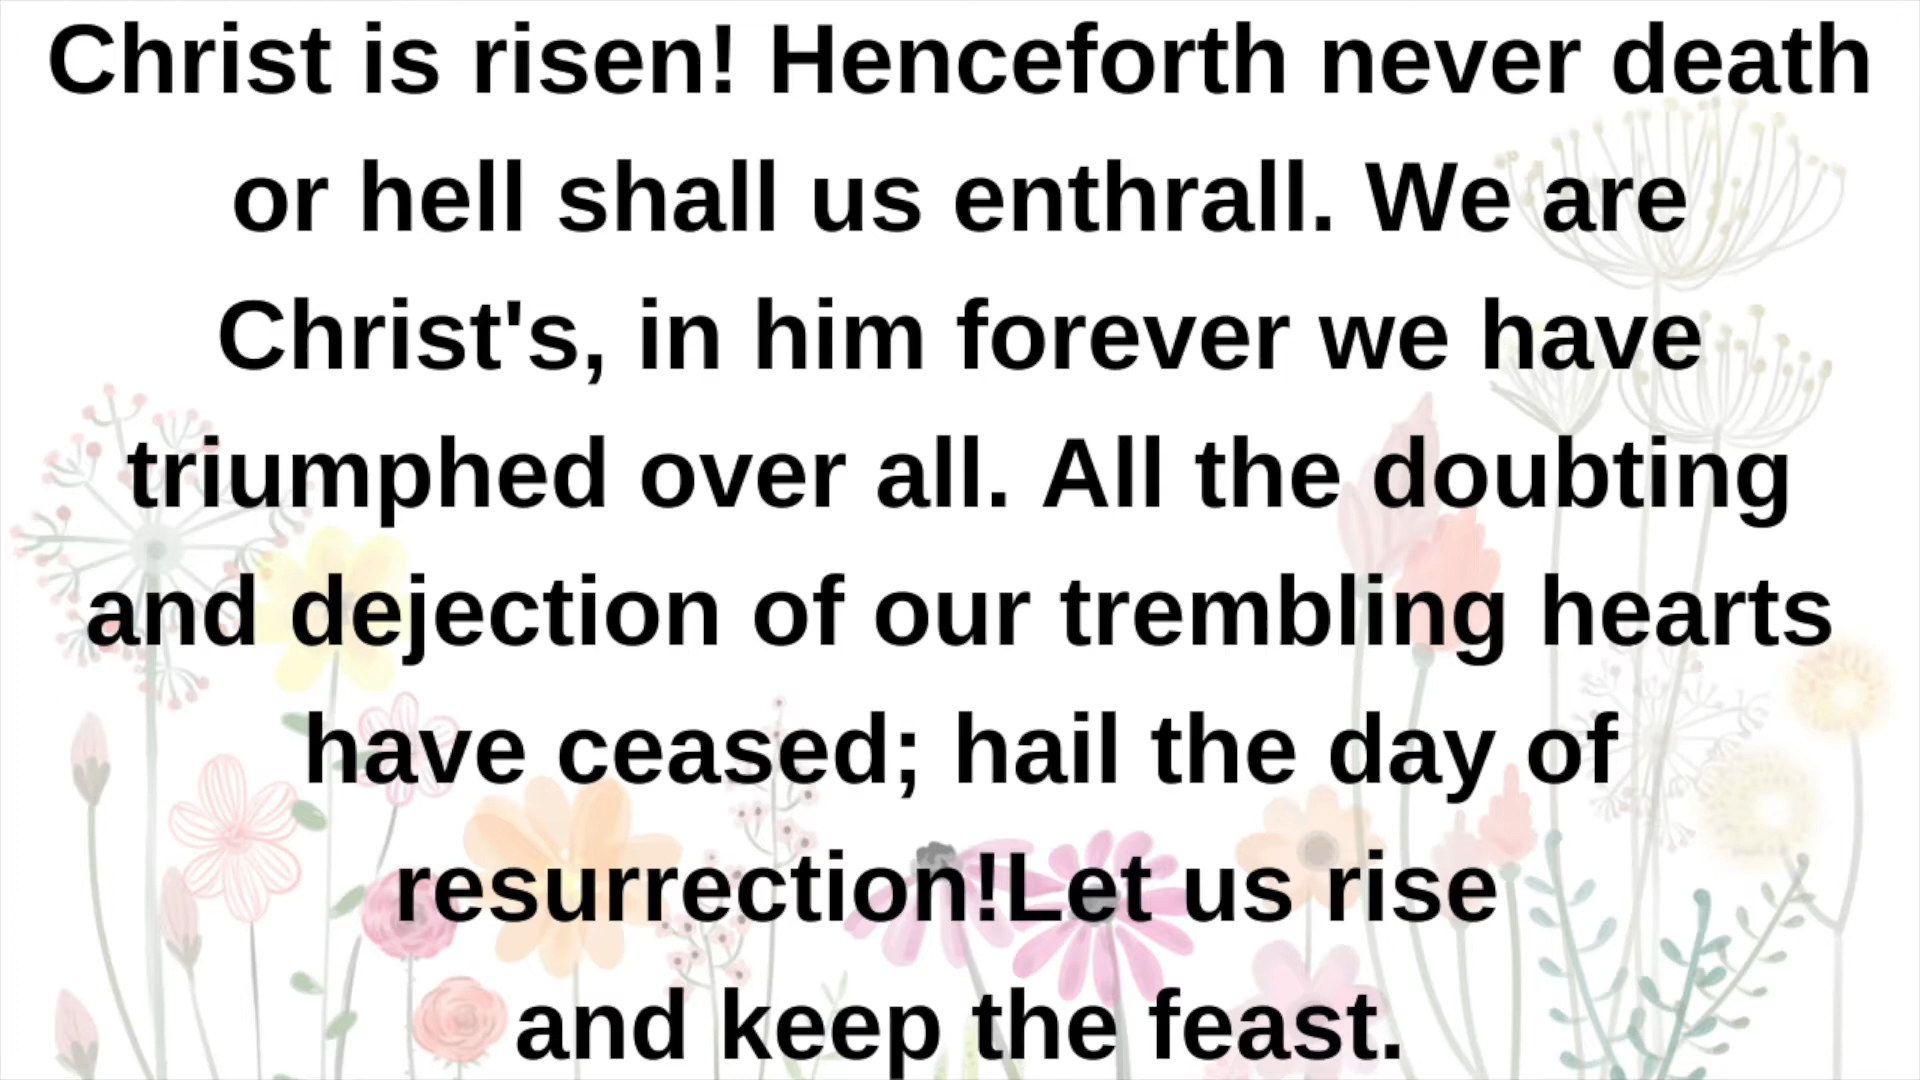 Christ is risen! Henceforth never death
or hell shall us enthrall. We are
Christ's, in him forever we have
triumphed over all. All the doubting
and dejection of our trembling hearts
have ceased; hail the day of
resurrection!Let us rise
and keep the feast.